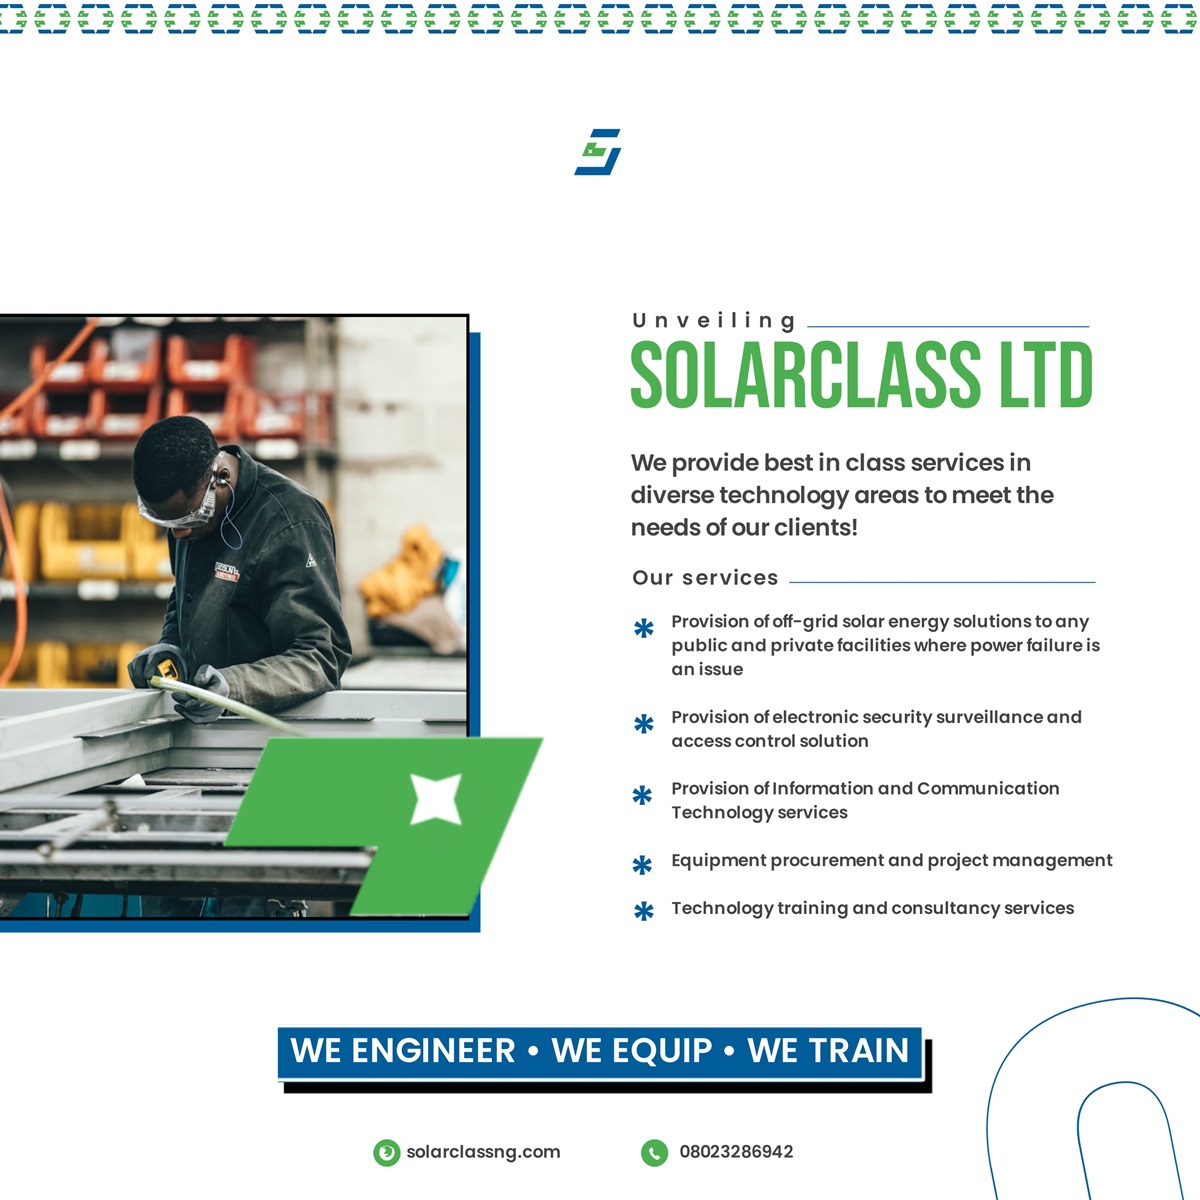 Unveiling
SOLARCLASS LTD
We provide best in class services in
diverse technology areas to meet the
needs of our clients!
Our services
Provision of off-grid solar energy solutions to any
public and private facilities where power failure is
an issue
Provision of electronic security surveillance and
access control solution
Provision of Information and Communication
Technology services
Equipment procurement and project management
Technology training and consultancy services
WE ENGINEER • WE EQUIP • WE TRAIN
solarclassng.com
08023286942